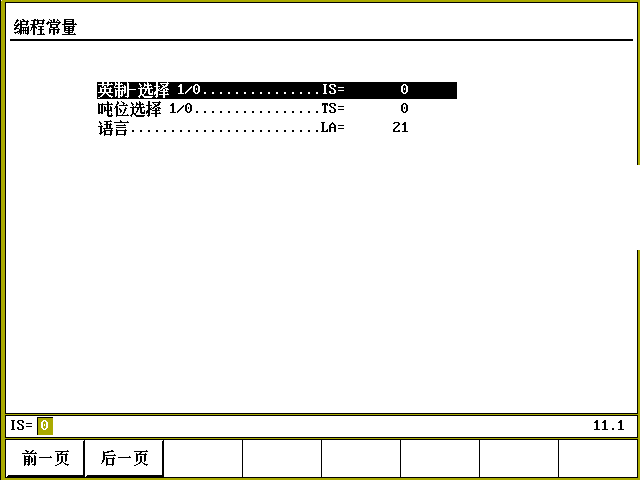 编程常量
英制-选择 1/0...............IS= 0
吨位选择 1/0................TS= 0
语言........................LA= 21
IS= 0 11.1
前一页 后一页